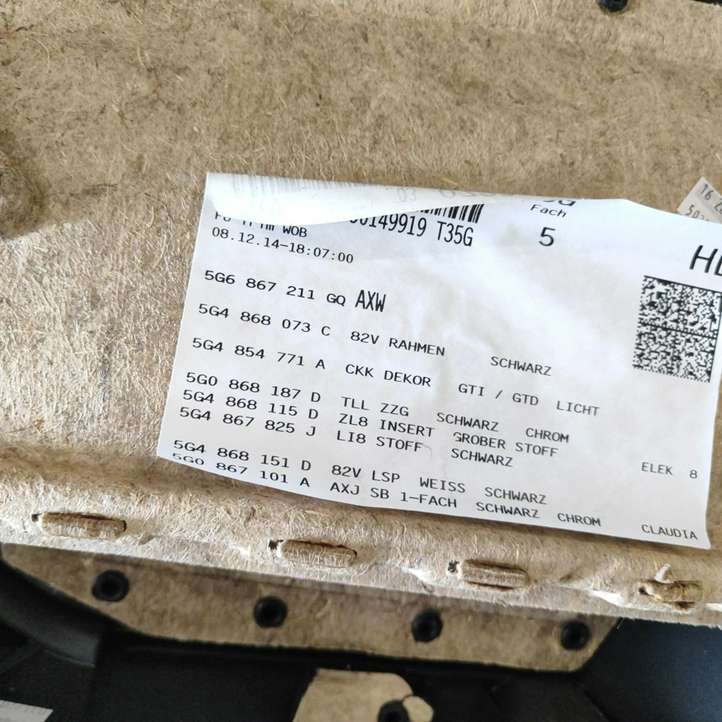 Fach
5
149919 T35G
WOB
08.12.14-18:07:00
5G6 867 211 GQ AXW
5G4 868 073 C 82V RAHMEN SCHWARZ
5G4 854 771 A CKK DEKOR GTI / GTD LICHT
5G0 868 187 D TLL ZZG SCHWARZ CHROM
5G4 868 115 D ZL8 INSERT GROBER STOFF
5G4 867 825 J LI8 STOFF SCHWARZ
ELEK 8
5G4 868 151 D 82V LSP WEISS SCHWARZ
5G0 867 101 A AXJ SB 1-FACH SCHWARZ CHROM
CLAUDIA
16